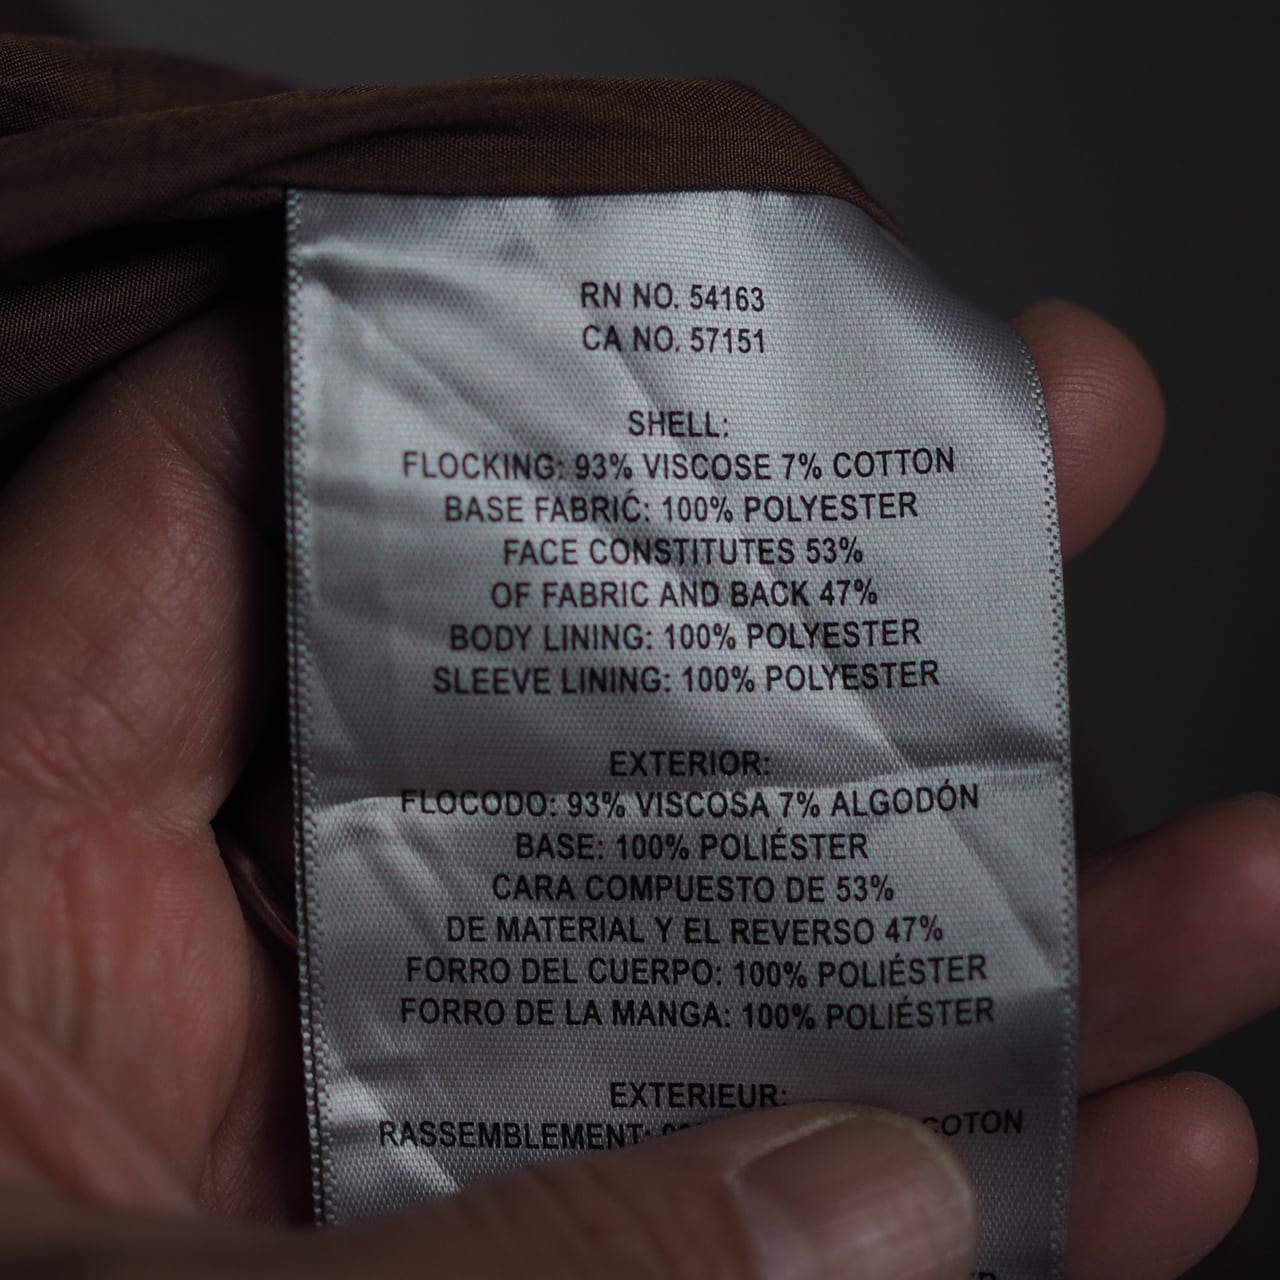 RN NO. 54163
CA NO. 57151
SHELL:
FLOCKING: 93% VISCOSE 7% COTTON
BASE FABRIC: 100% POLYESTER
FACE CONSTITUTES 53%
OF FABRIC AND BACK 47%
BODY LINING: 100% POLYESTER
SLEEVE LINING: 100% POLYESTER
EXTERIOR:
FLOCODO: 93% VISCOSA 7% ALGODÓN
BASE: 100% POLIÉSTER
CARA COMPUESTO DE 53%
DE MATERIAL Y EL REVERSO 47%
FORRO DEL CUERPO: 100% POLIÉSTER
FORRO DE LA MANGA: 100% POLIÉSTER
EXTERIEUR:
RASSEMBLEMENT: COTON